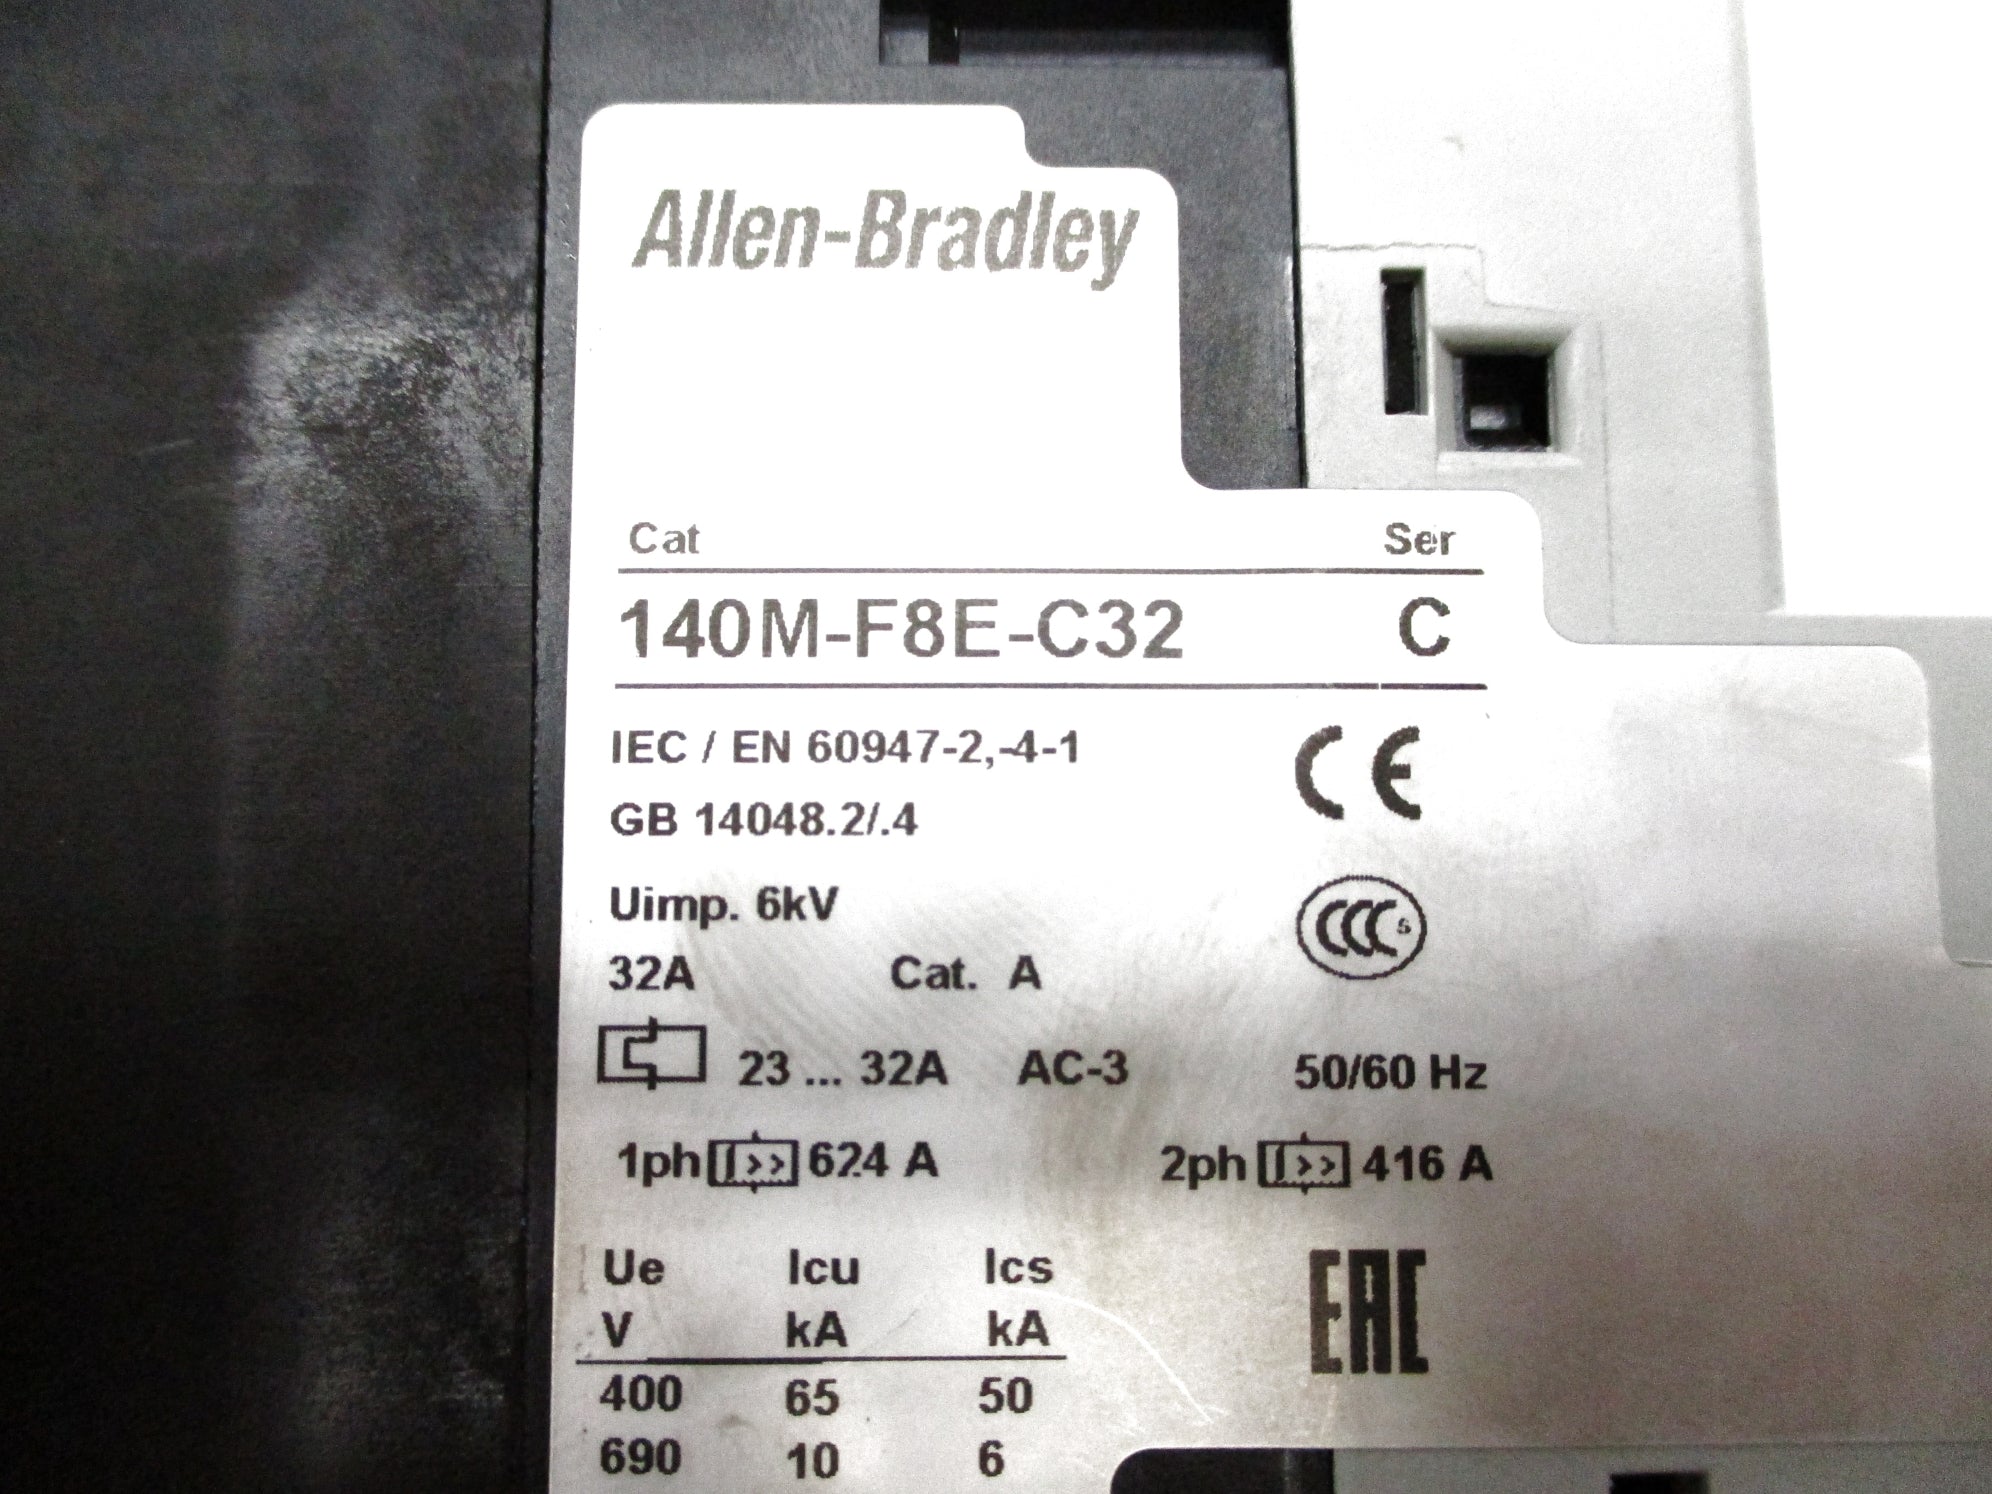 Allen-Bradley
Cat Ser
140M-F8E-C32 C
IEC / EN 60947-2,-4-1
GB 14048.2/.4
CE
Uimp. 6kV
CCC S
32A Cat. A
23 ... 32A AC-3 50/60 Hz
1ph 624 A 2ph 416 A
Ue Icu Ics
V kA kA
EAC
400 65 50
690 10 6